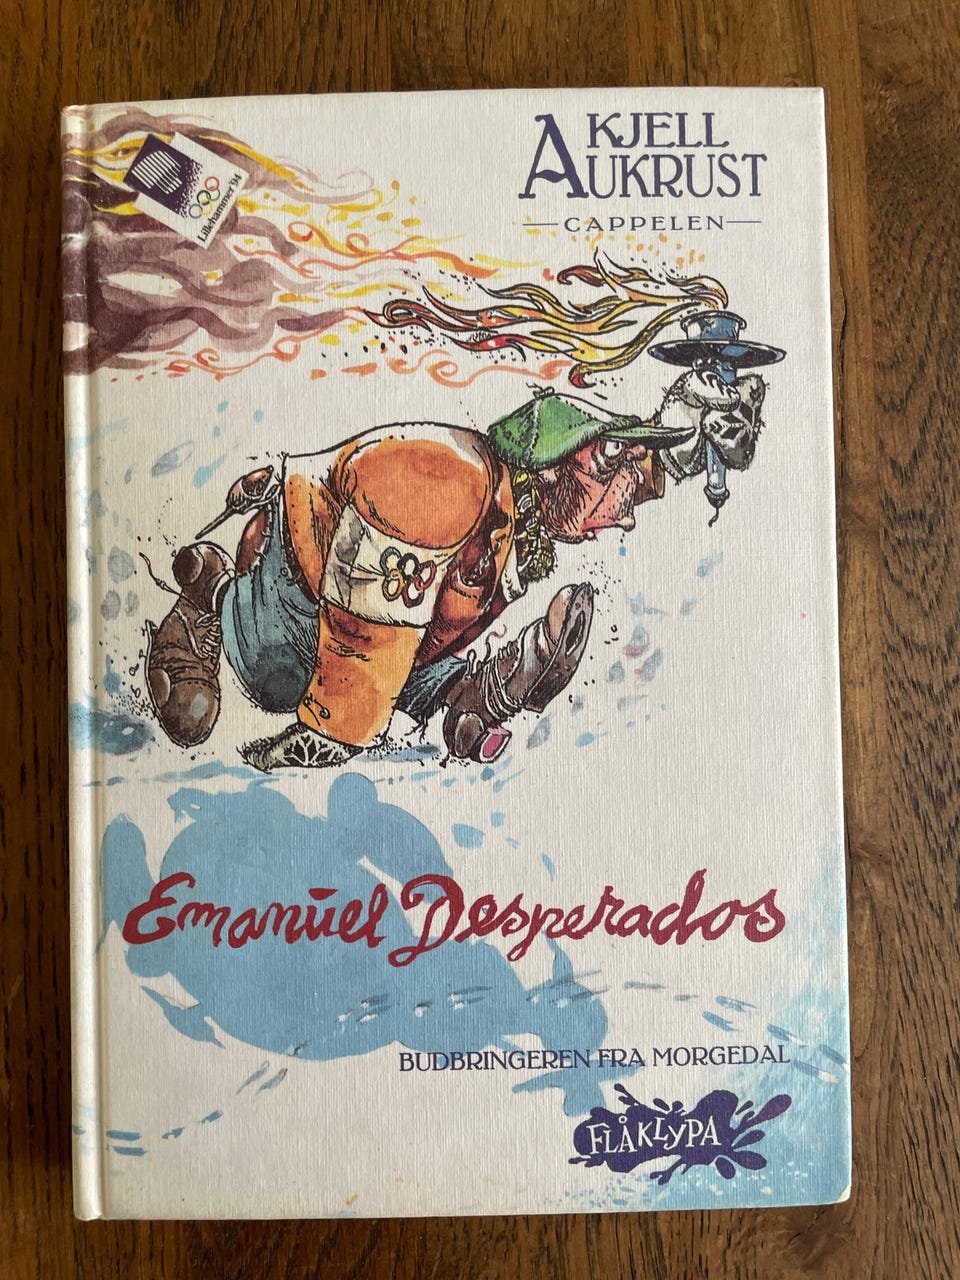 Lillehammer'94
KJELL
AUKRUST
CAPPELEN
Emanuel Desperados
BUDBRINGEREN FRA MORGEDAL
FLÅKLYPA